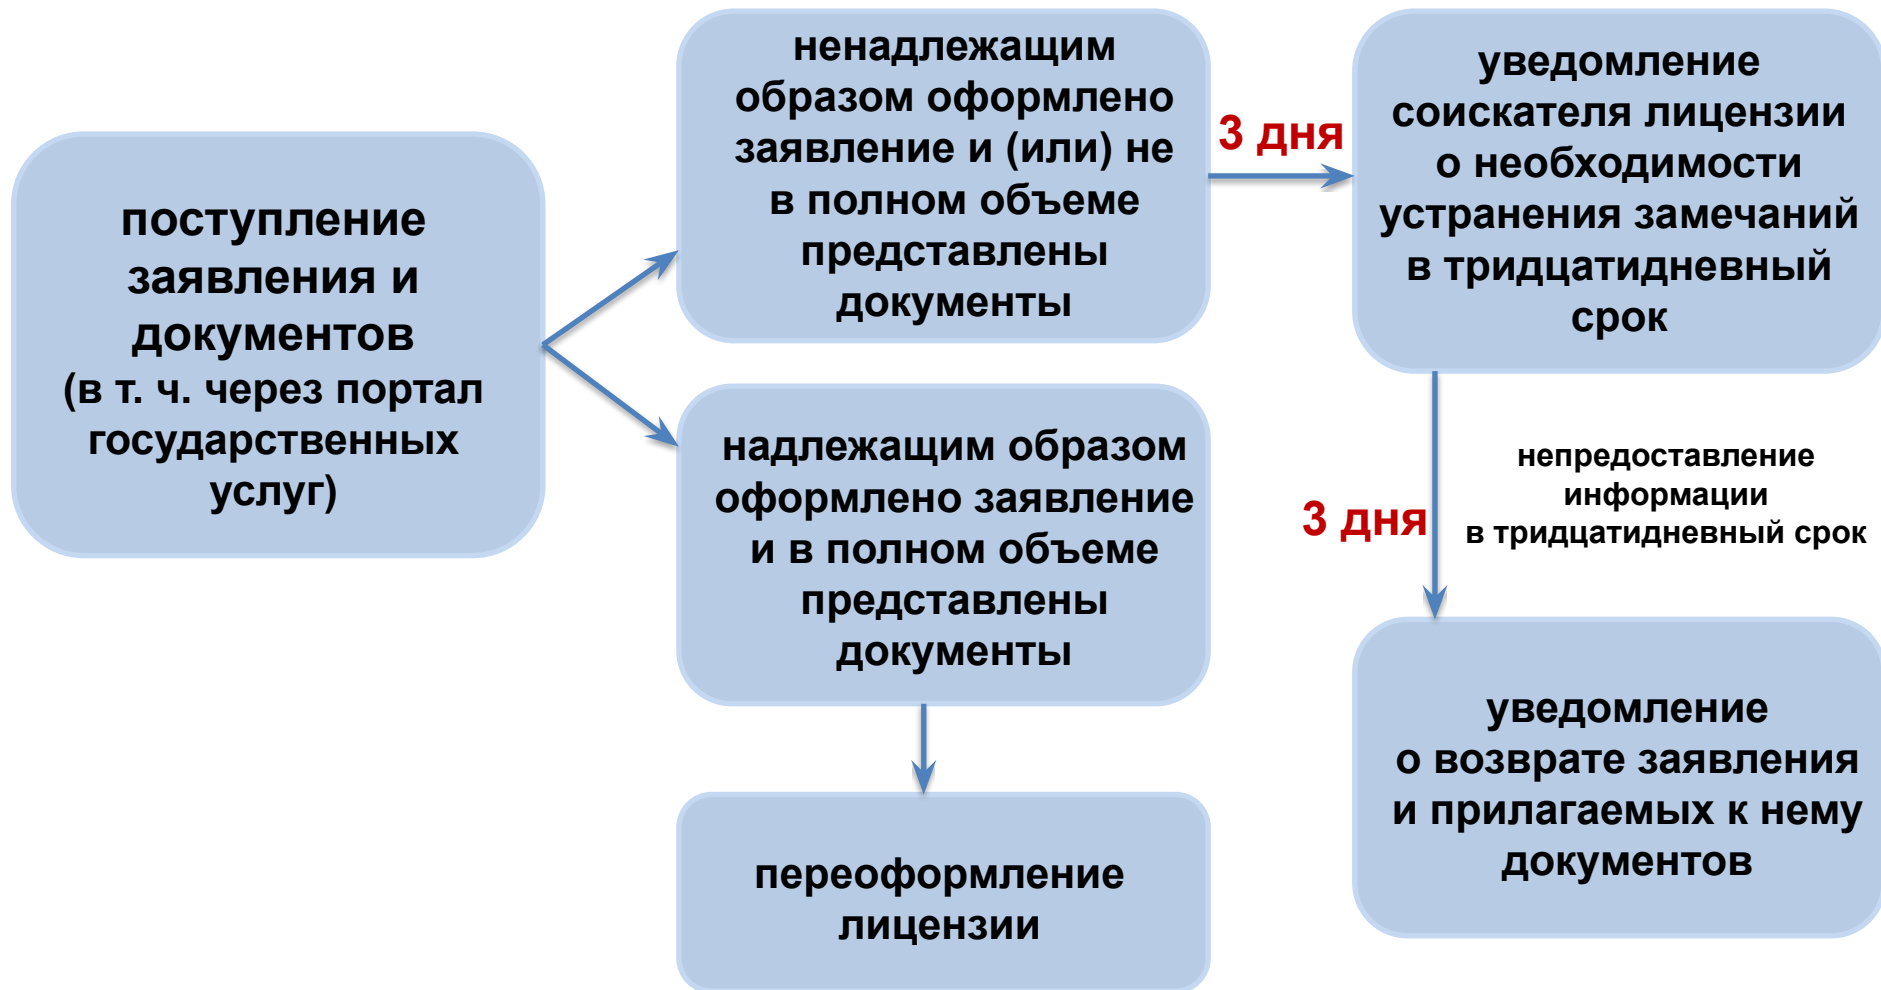 поступление
заявления и
документов
(в т. ч. через портал
государственных
услуг)
ненадлежащим
образом оформлено
заявление и (или) не
в полном объеме
представлены
документы
3 дня
уведомление
соискателя лицензии
о необходимости
устранения замечаний
в тридцатидневный
срок
надлежащим образом
оформлено заявление
и в полном объеме
представлены
документы
3 дня
непредоставление
информации
в тридцатидневный срок
переоформление
лицензии
уведомление
о возврате заявления
и прилагаемых к нему
документов